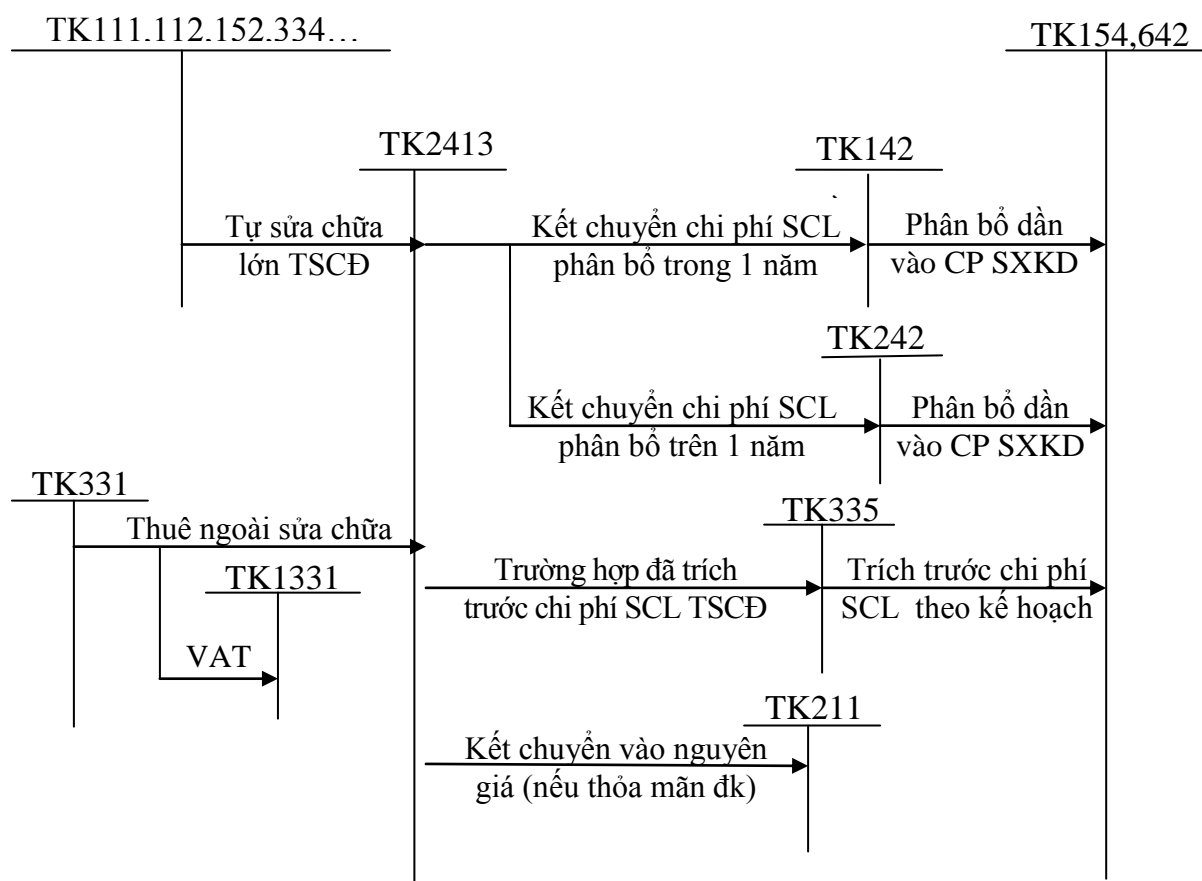 TK111.112.152.334…
TK154,642
TK2413
TK142
Tự sửa chữa
lớn TSCĐ
Kết chuyển chi phí SCL
phân bổ trong 1 năm
Phân bổ dần
vào CP SXKD
TK242
Kết chuyển chi phí SCL
phân bổ trên 1 năm
Phân bổ dần
vào CP SXKD
TK331
Thuê ngoài sửa chữa
TK1331
VAT
TK335
Trường hợp đã trích
trước chi phí SCL TSCĐ
Trích trước chi phí
SCL theo kế hoạch
TK211
Kết chuyển vào nguyên
giá (nếu thỏa mãn đk)